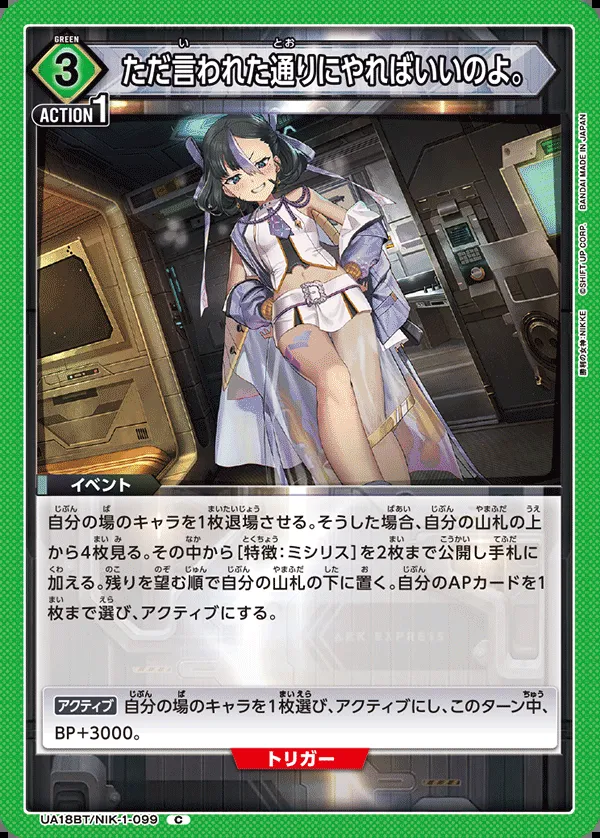 GREEN
3
ただ言われた通りにやればいいのよ。
ACTION 1
BANDAI MADE IN JAPAN
©SHIFT UP CORP.
勝利の女神:NIKKE
イベント
自分の場のキャラを1枚退場させる。そうした場合、自分の山札の上
から4枚見る。その中から[特徴:ミシリス]を2枚まで公開し手札に
加える。残りを望む順で自分の山札の下に置く。自分のAPカードを1
枚まで選び、アクティブにする。
ARK EXPRESS
アクティブ 自分の場のキャラを1枚選び、アクティブにし、このターン中、
BP+3000。
トリガー
UA18BT/NIK-1-099 C